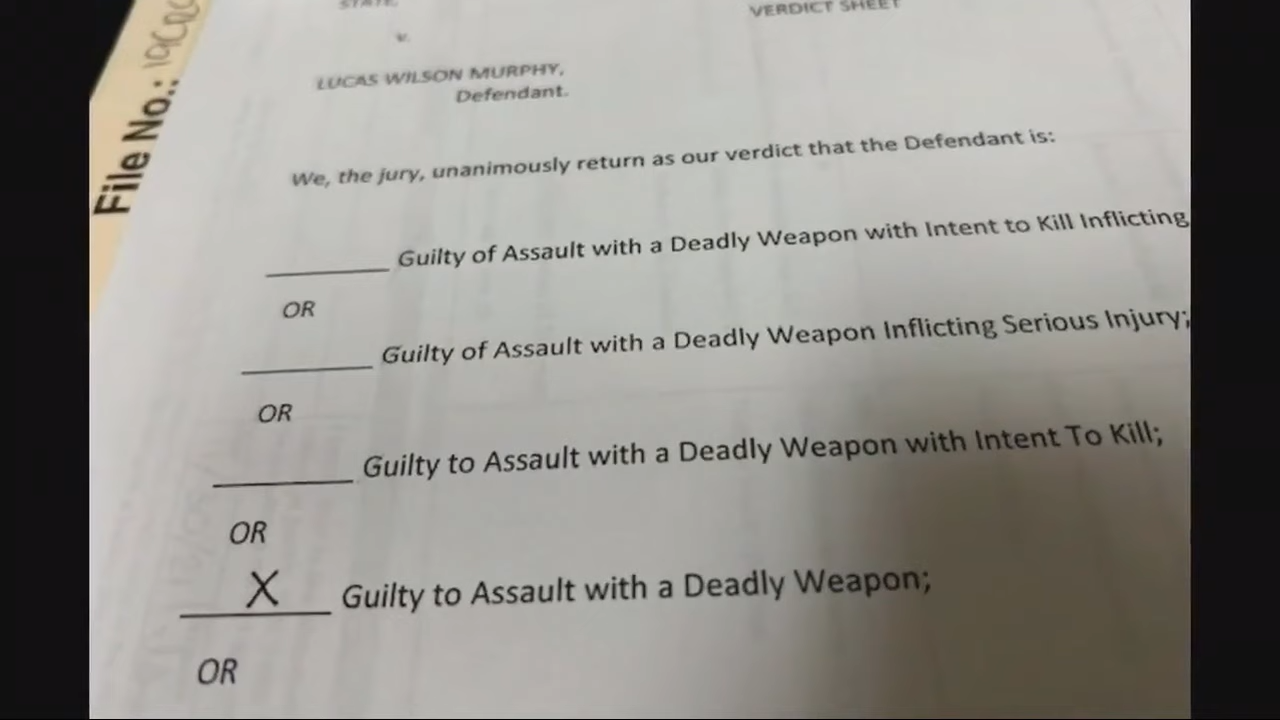 STATE,
VERDICT SHEET
v.
LUCAS WILSON MURPHY,
Defendant.
File No.: 19CRC
We, the jury, unanimously return as our verdict that the Defendant is:
Guilty of Assault with a Deadly Weapon with Intent to Kill Inflicting
OR
Guilty of Assault with a Deadly Weapon Inflicting Serious Injury;
OR
Guilty to Assault with a Deadly Weapon with Intent To Kill;
OR
X Guilty to Assault with a Deadly Weapon;
OR